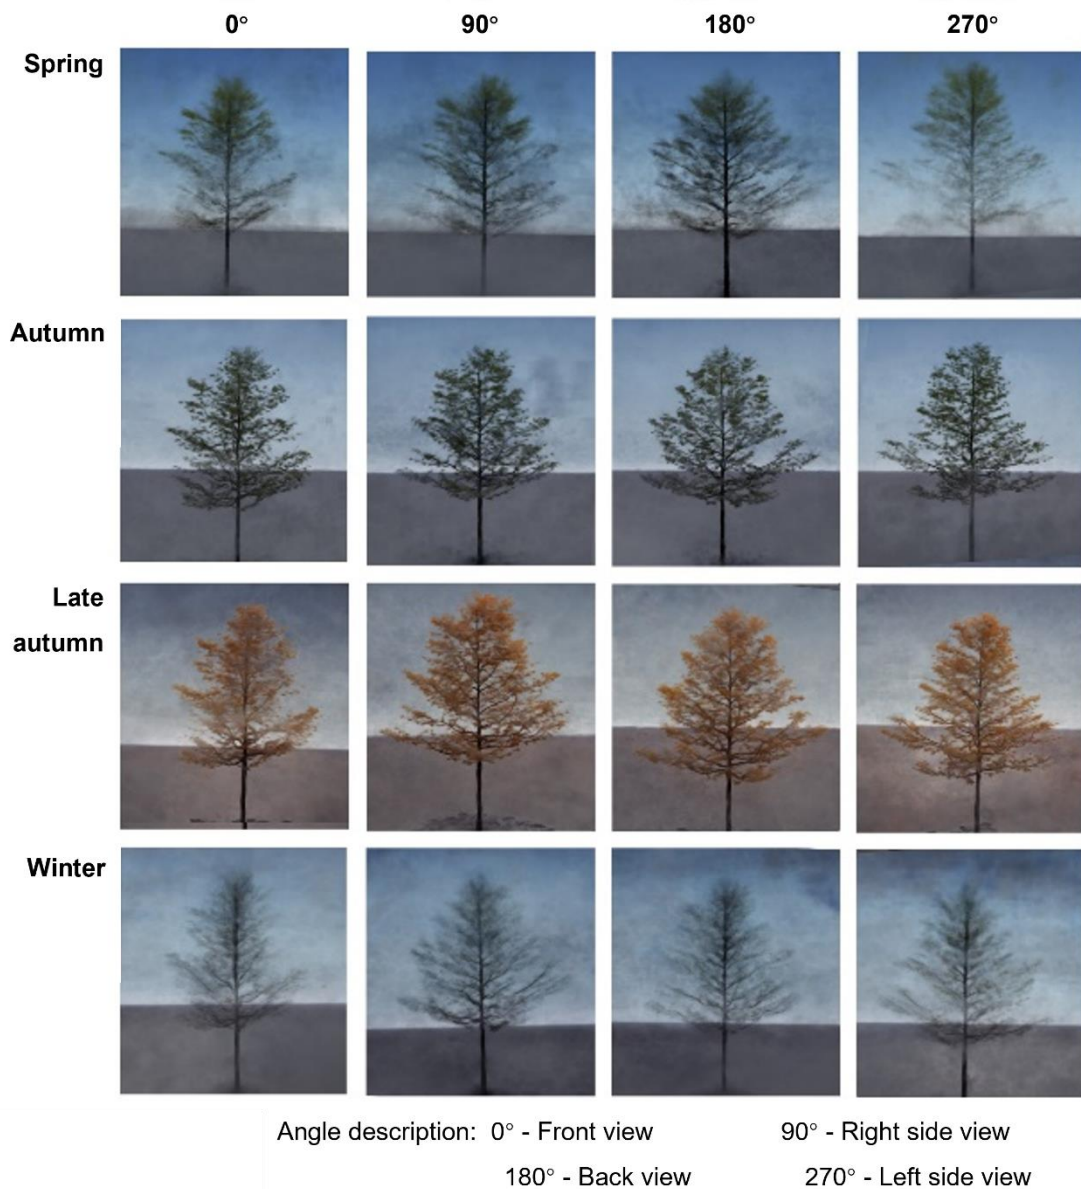 0° 90° 180° 270°
Spring
Autumn
Late
autumn
Winter
Angle description: 0° - Front view 90° - Right side view
180° - Back view 270° - Left side view